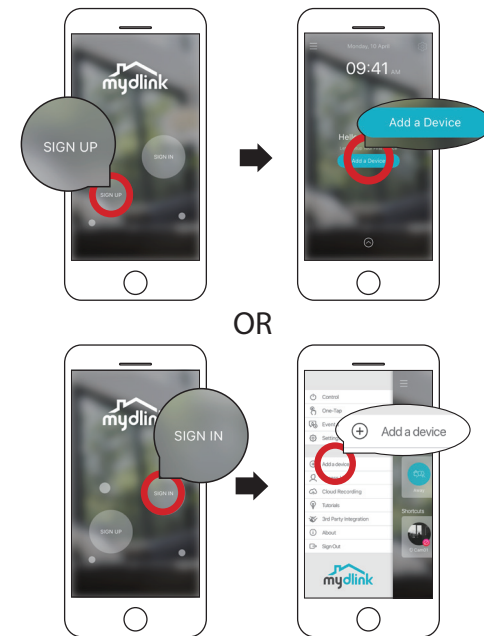 Monday, 10 April
09:41 AM
mydlink
Add a Device
SIGN UP
SIGN IN
Add a Device
SIGN UP
OR
Control
One-Tap
mydlink
Add a device
SIGN IN
Add a device
SIGN IN
Cloud Recording
Tutorials
Shortcuts
3rd Party Integration
SIGN UP
About
Sign Out
mydlink